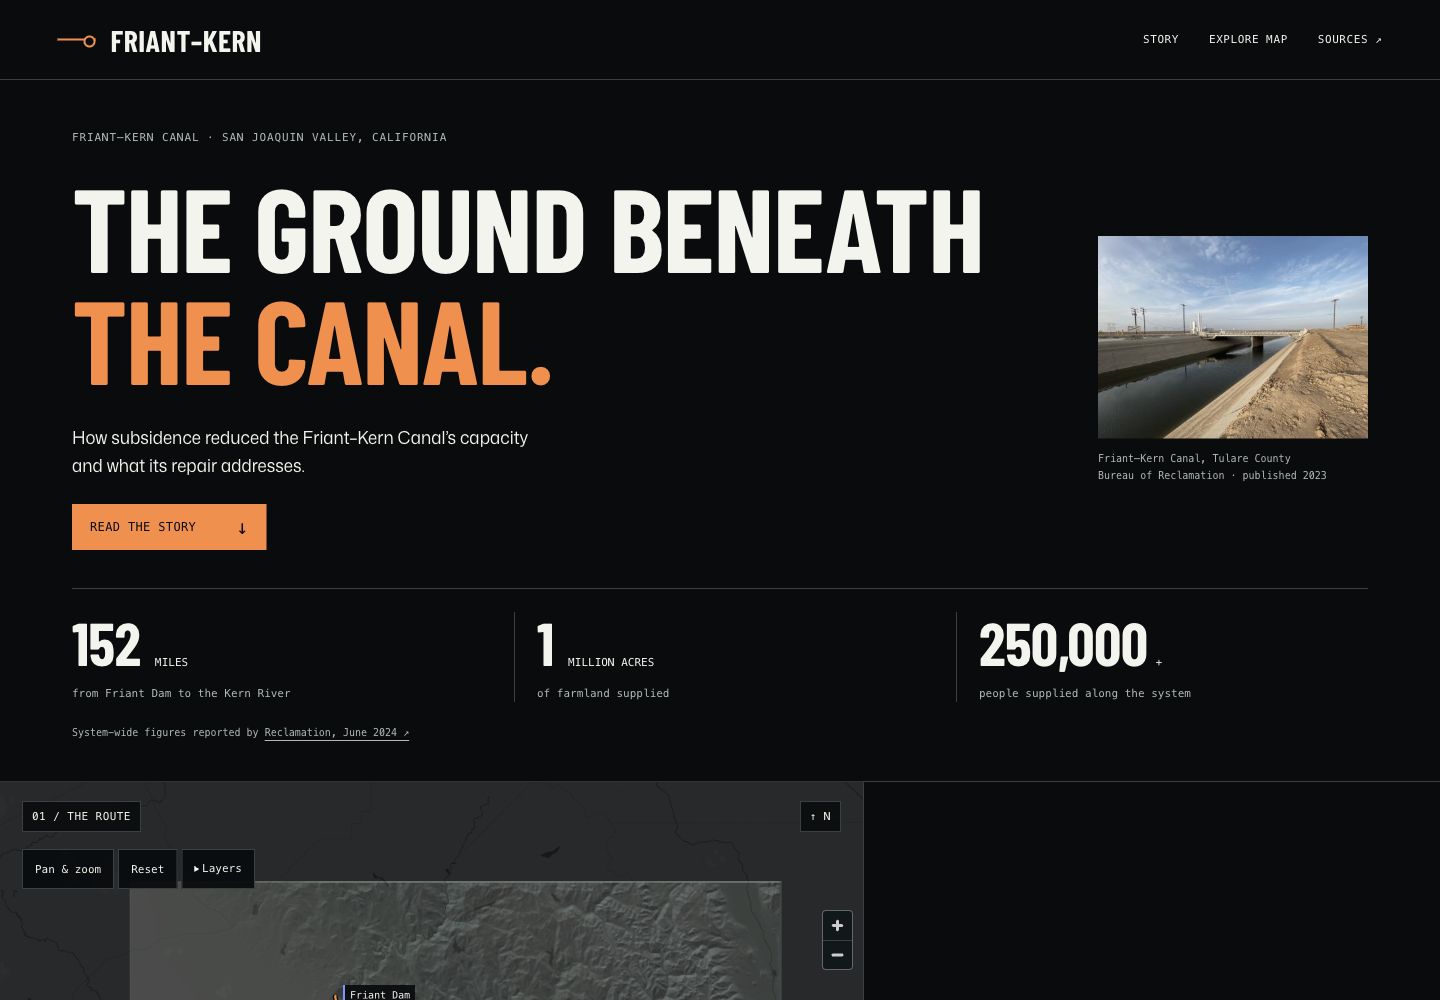 FRIANT–KERN
STORY
EXPLORE MAP
SOURCES ↗
FRIANT–KERN CANAL · SAN JOAQUIN VALLEY, CALIFORNIA
THE GROUND BENEATH
THE CANAL.
How subsidence reduced the Friant–Kern Canal’s capacity
and what its repair addresses.
READ THE STORY ↓
Friant–Kern Canal, Tulare County
Bureau of Reclamation · published 2023
152 MILES
from Friant Dam to the Kern River
1 MILLION ACRES
of farmland supplied
250,000 +
people supplied along the system
System-wide figures reported by Reclamation, June 2024 ↗
01 / THE ROUTE
↑ N
Pan & zoom
Reset
▸ Layers
+
−
Friant Dam